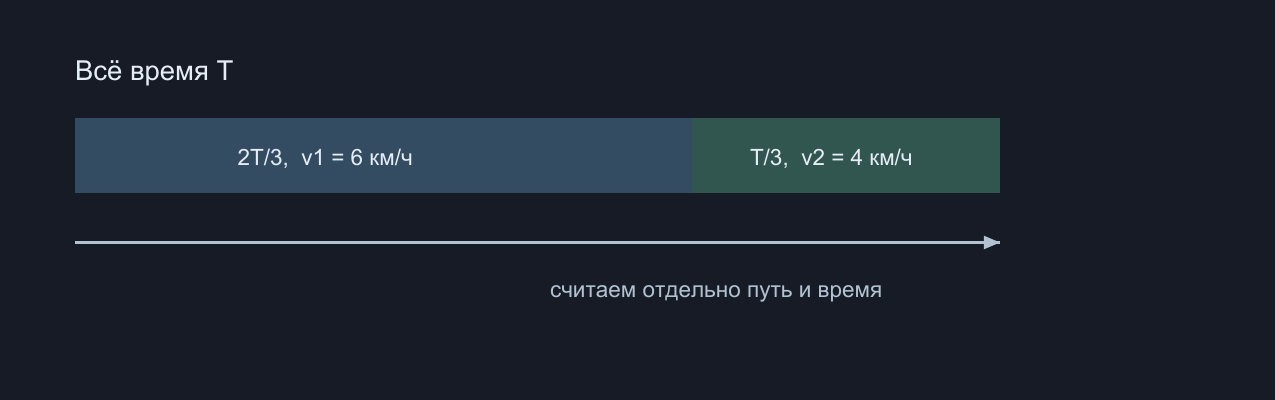 Всё время T
2T/3, v1 = 6 км/ч
T/3, v2 = 4 км/ч
считаем отдельно путь и время